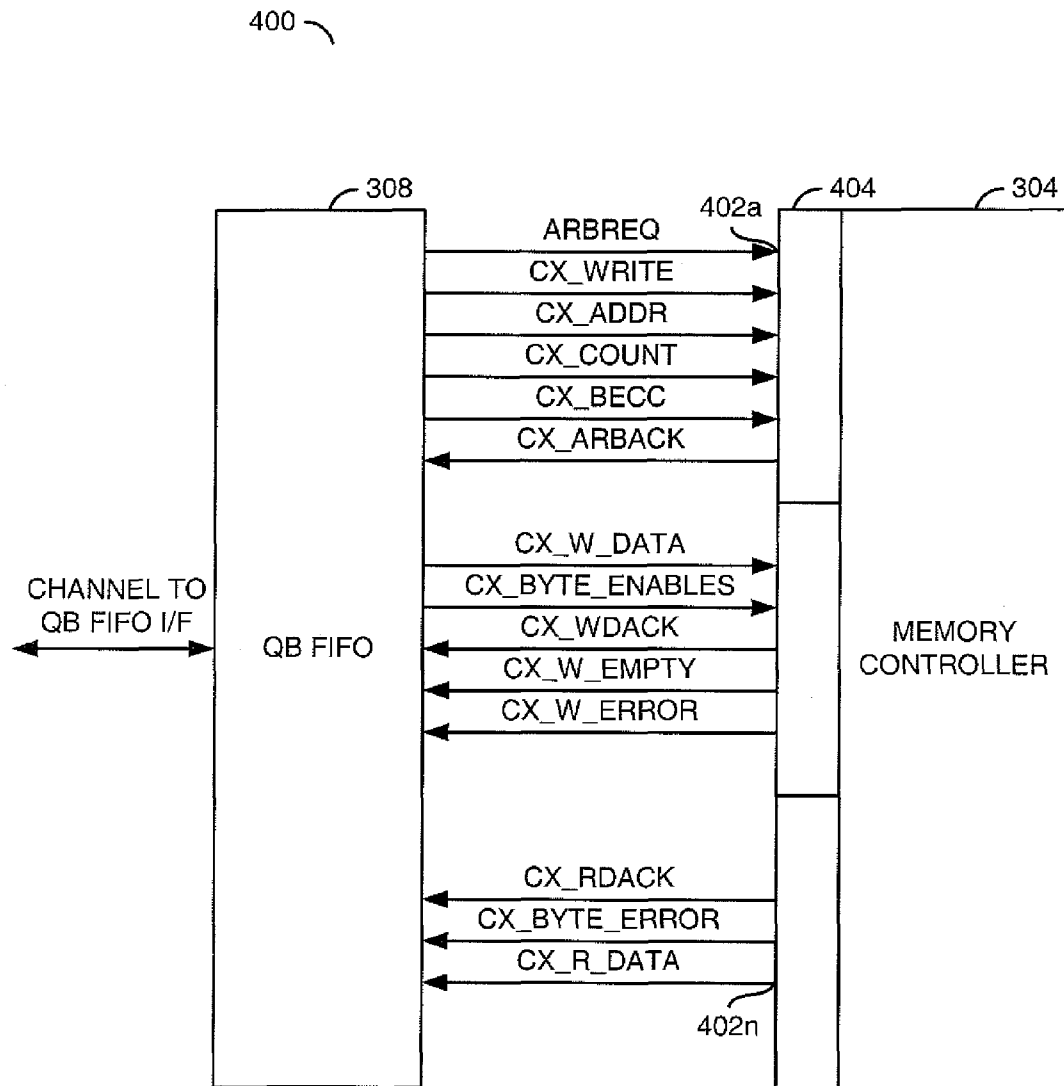 400
308
404
304
402a
ARBREQ
CX_WRITE
CX_ADDR
CX_COUNT
CX_BECC
CX_ARBACK
CX_W_DATA
CX_BYTE_ENABLES
CX_WDACK
CX_W_EMPTY
CX_W_ERROR
CHANNEL TO
QB FIFO I/F
QB FIFO
MEMORY
CONTROLLER
CX_RDACK
CX_BYTE_ERROR
CX_R_DATA
402n